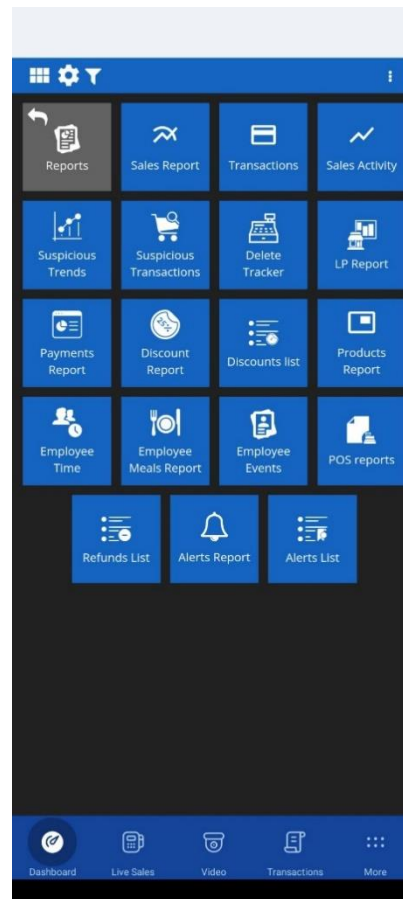 Reports
Sales Report
Transactions
Sales Activity
Suspicious
Trends
Suspicious
Transactions
Delete
Tracker
LP Report
Payments
Report
25%
Discount
Report
Discounts list
Products
Report
Employee
Time
Employee
Meals Report
Employee
Events
POS reports
Refunds List
Alerts Report
Alerts List
Dashboard
Live Sales
Video
Transactions
More